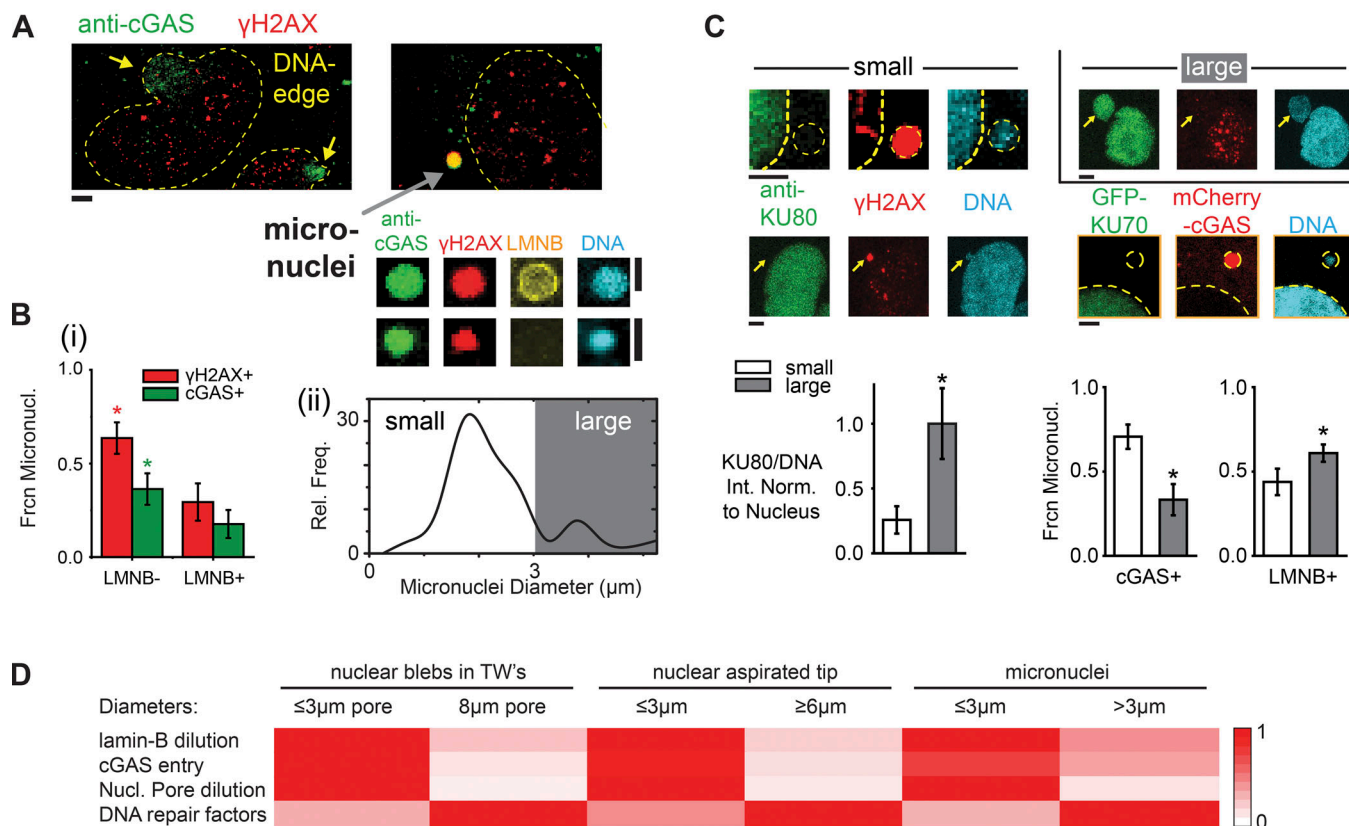 A
anti-cGAS γH2AX
DNA-
edge
micro-
nuclei
anti-
cGAS γH2AX LMNB DNA
B
(i)
1.0
0.5
0.0
Frcn Micronucl.
γH2AX+
cGAS+
*
*
LMNB- LMNB+
(ii)
small large
30
0
Rel. Freq.
0 3
Micronuclei Diameter (µm)
C
small large
anti-
KU80 γH2AX DNA
GFP-
KU70 mCherry
-cGAS DNA
small
large
KU80/DNA
Int. Norm.
to Nucleus
1.0
0.5
0.0
*
Frcn Micronucl.
1.0
0.5
0.0
*
cGAS+
1.0
0.5
0.0
*
LMNB+
D
nuclear blebs in TW's nuclear aspirated tip micronuclei
Diameters: ≤3µm pore 8µm pore ≤3µm ≥6µm ≤3µm >3µm
lamin-B dilution
cGAS entry
Nucl. Pore dilution
DNA repair factors
1
0